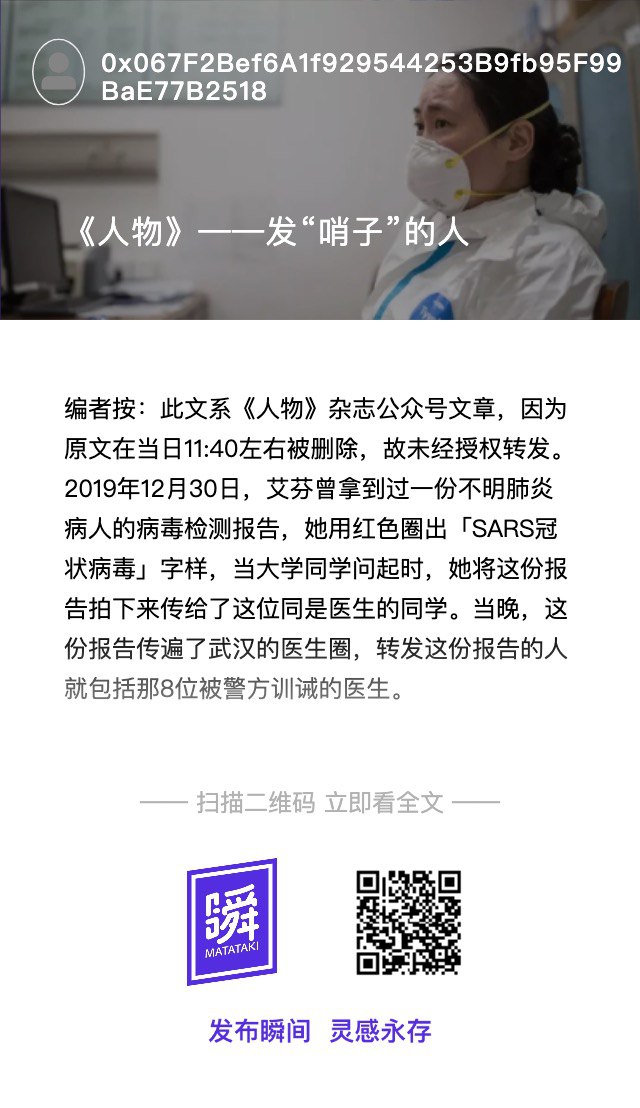 0x067F2Bef6A1f929544253B9fb95F99
BaE77B2518
《人物》——发“哨子”的人
编者按：此文系《人物》杂志公众号文章，因为
原文在当日11:40左右被删除，故未经授权转发。
2019年12月30日，艾芬曾拿到过一份不明肺炎
病人的病毒检测报告，她用红色圈出「SARS冠
状病毒」字样，当大学同学问起时，她将这份报
告拍下来传给了这位同是医生的同学。当晚，这
份报告传遍了武汉的医生圈，转发这份报告的人
就包括那8位被警方训诫的医生。
—— 扫描二维码 立即看全文 ——
瞬
MATATAKI
发布瞬间 灵感永存